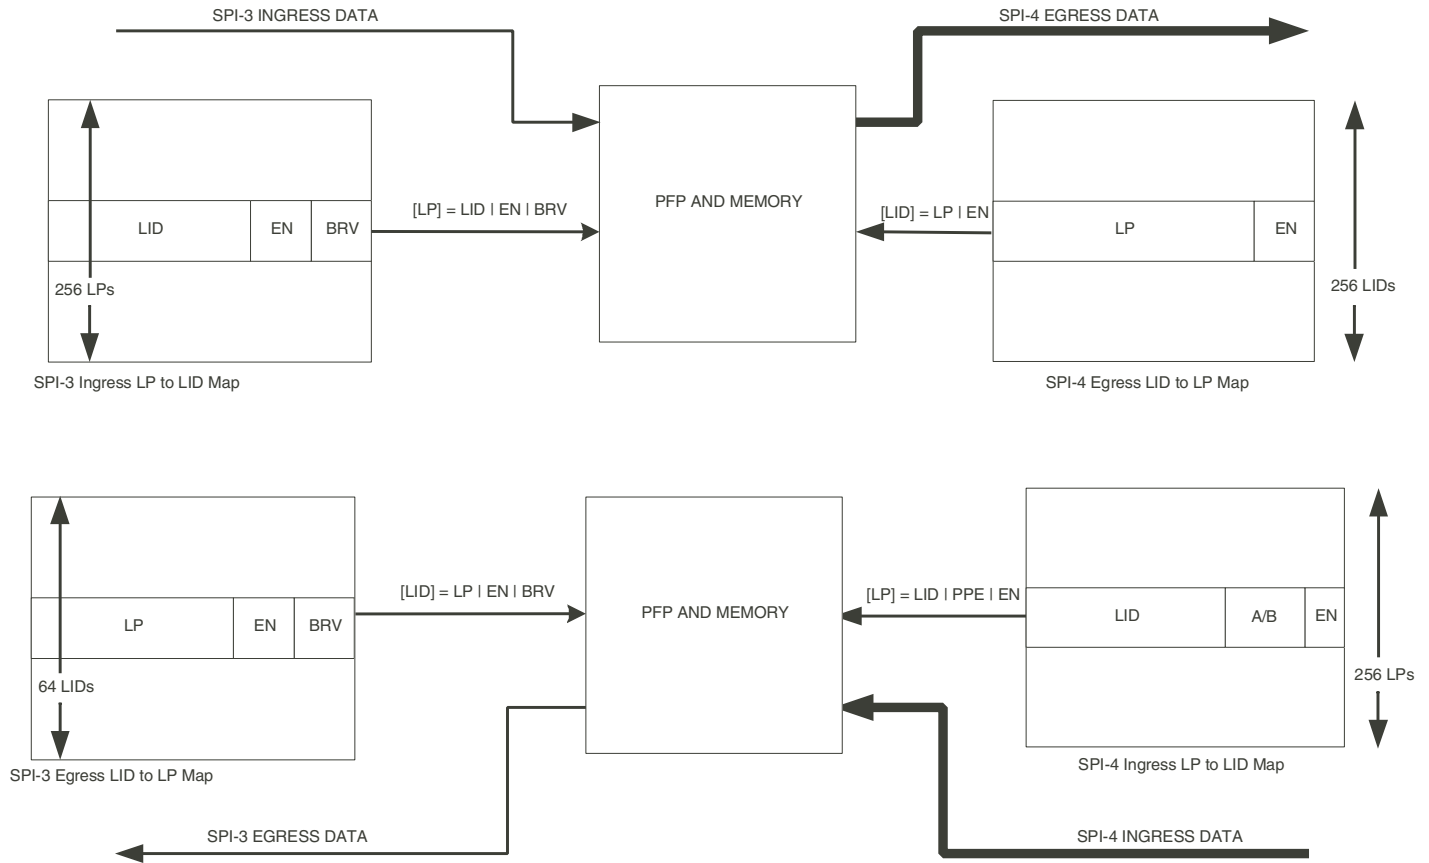 SPI-3 INGRESS DATA
SPI-4 EGRESS DATA
PFP AND MEMORY
[LP] = LID | EN | BRV
[LID] = LP | EN
LID
EN
BRV
LP
EN
256 LPs
256 LIDs
SPI-3 Ingress LP to LID Map
SPI-4 Egress LID to LP Map
[LID] = LP | EN | BRV
[LP] = LID | PPE | EN
PFP AND MEMORY
LP
EN
BRV
LID
A/B
EN
64 LIDs
256 LPs
SPI-3 Egress LID to LP Map
SPI-4 Ingress LP to LID Map
SPI-3 EGRESS DATA
SPI-4 INGRESS DATA